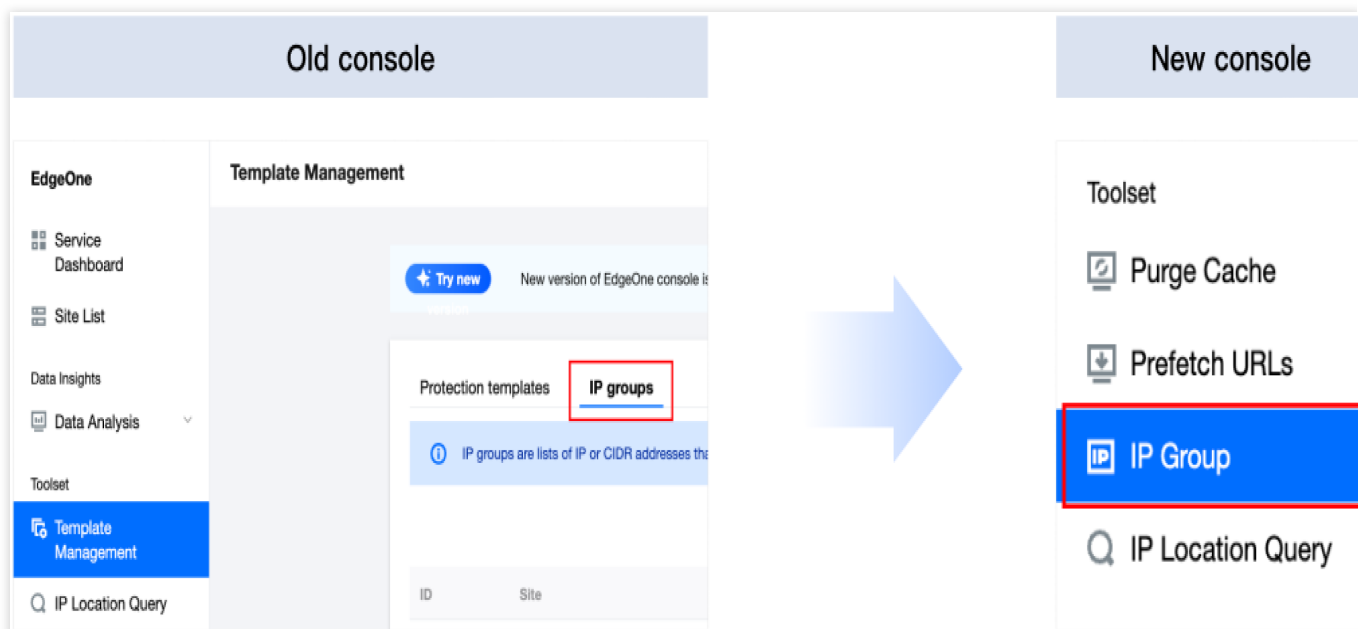 Old console
New console
EdgeOne
Service
Dashboard
Site List
Data Insights
Data Analysis
Toolset
Template
Management
IP Location Query
Template Management
Try new
version
New version of EdgeOne console is
Protection templates
IP groups
IP groups are lists of IP or CIDR addresses tha
ID
Site
Toolset
Purge Cache
Prefetch URLs
IP
IP Group
IP Location Query